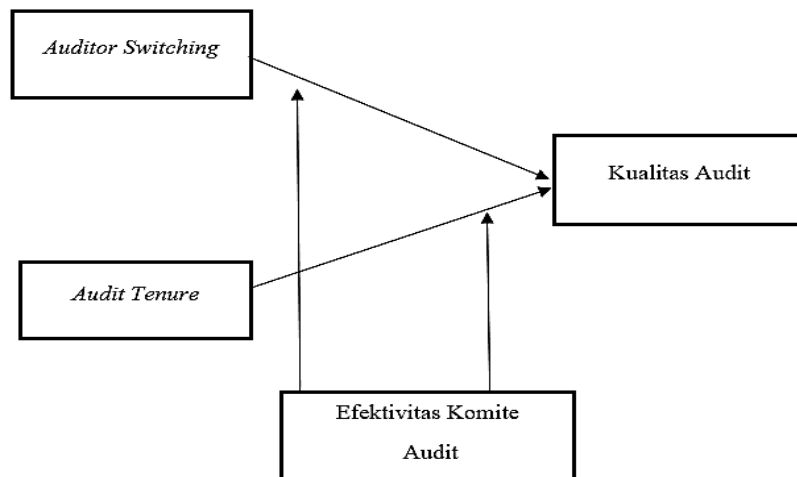 Auditor Switching
Kualitas Audit
Audit Tenure
Efektivitas Komite
Audit